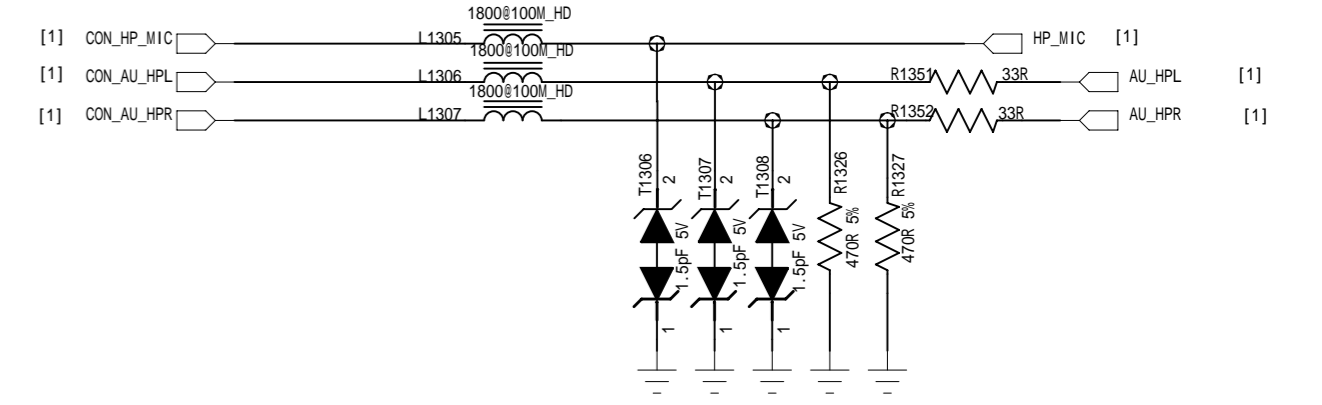 1800@100M_HD
[1] CON_HP_MIC L1305 HP_MIC [1]
1800@100M_HD
[1] CON_AU_HPL L1306 R1351 33R AU_HPL [1]
1800@100M_HD
[1] CON_AU_HPR L1307 R1352 33R AU_HPR [1]
T1306 2
T1307 2
T1308 2
R1326
R1327
1.5pF 5V
1.5pF 5V
1.5pF 5V
470R 5%
470R 5%
1
1
1